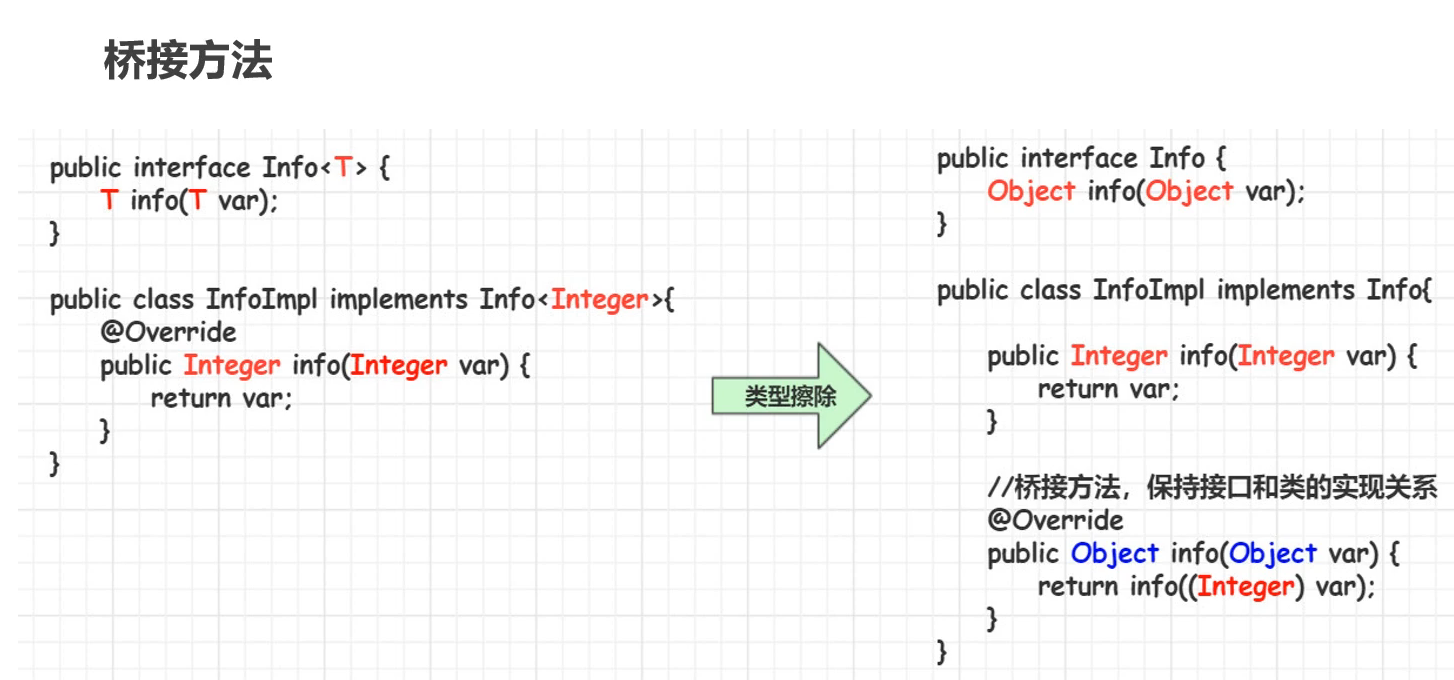 桥接方法
public interface Info<T> {
T info(T var);
}
public class InfoImpl implements Info<Integer>{
@Override
public Integer info(Integer var) {
return var;
}
}
类型擦除
public interface Info {
Object info(Object var);
}
public class InfoImpl implements Info{
public Integer info(Integer var) {
return var;
}
//桥接方法，保持接口和类的实现关系
@Override
public Object info(Object var) {
return info((Integer) var);
}
}